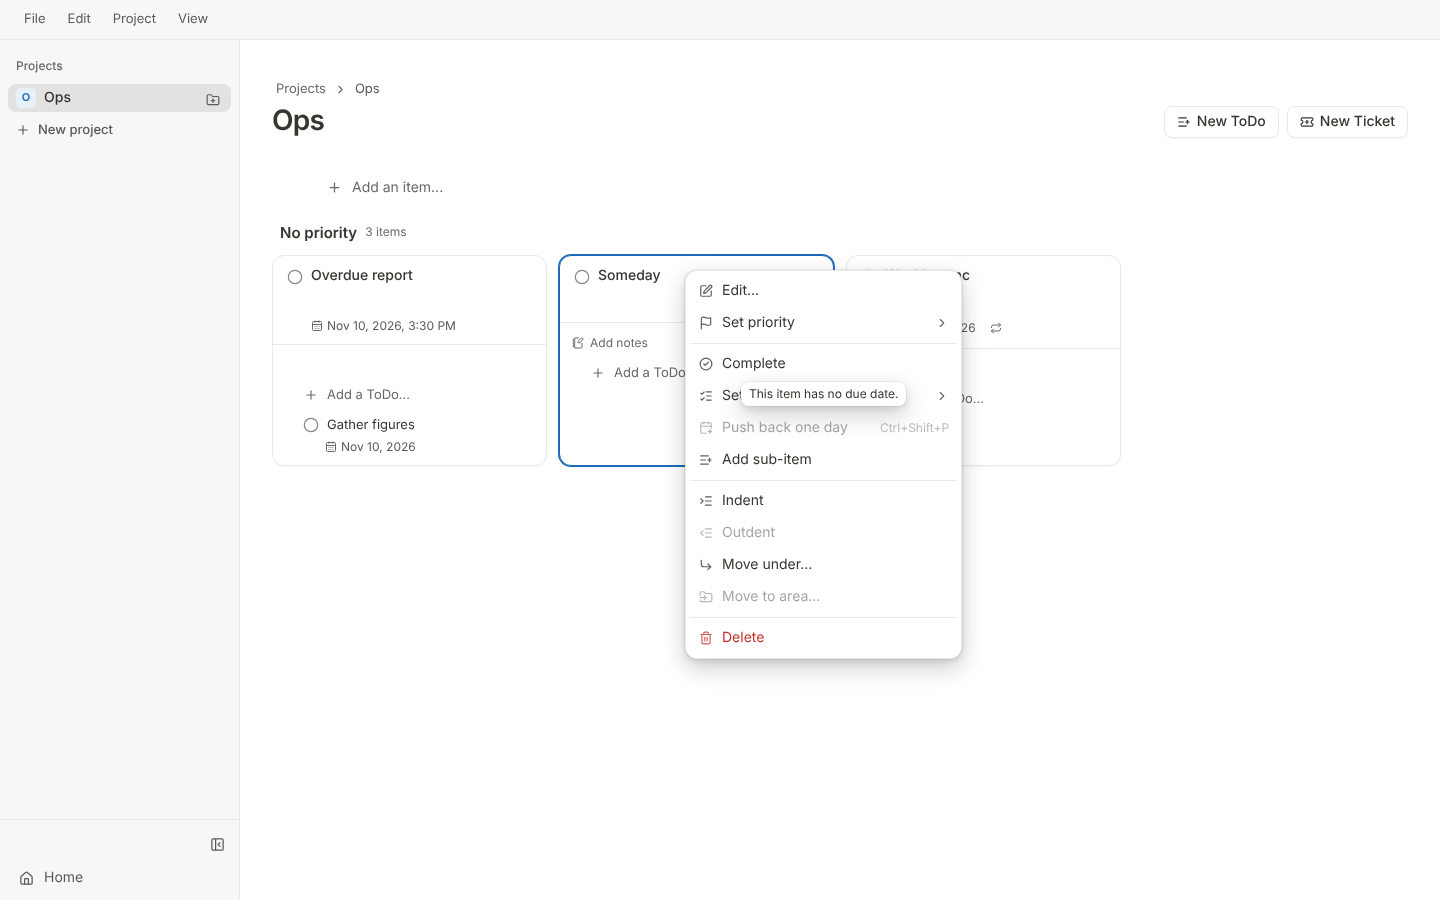 File Edit Project View
Projects
O Ops
New project
Home
Projects > Ops
Ops
New ToDo
New Ticket
Add an item...
No priority 3 items
Overdue report
Nov 10, 2026, 3:30 PM
Add a ToDo...
Gather figures
Nov 10, 2026
Someday
Add notes
Add a ToDo
Edit...
Set priority
Complete
Set
This item has no due date.
Push back one day Ctrl+Shift+P
Add sub-item
Indent
Outdent
Move under...
Move to area...
Delete